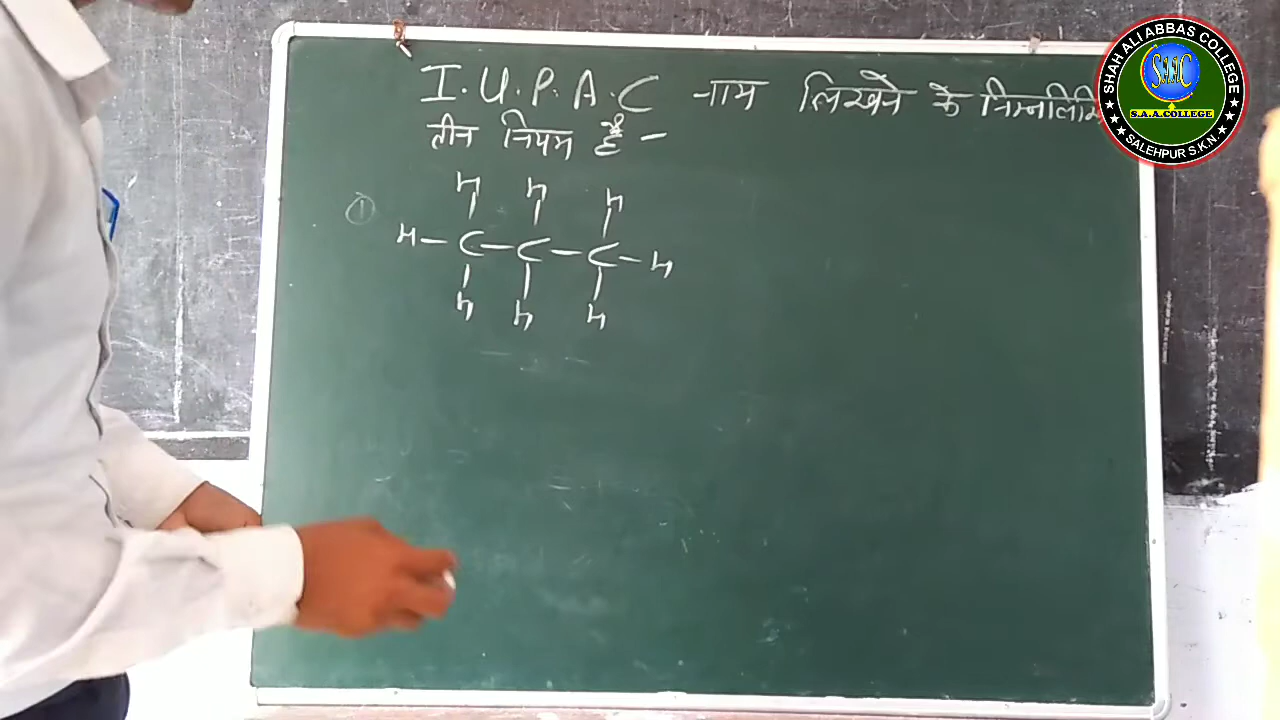 I.U.P.A.C नाम लिखने के निम्नलिखि
तीन नियम हैं -
①
H H H
H - C - C - C - H
H H H
SHAH ALI ABBAS COLLEGE
S.A.A.COLLEGE
SALEHPUR S.K.N.